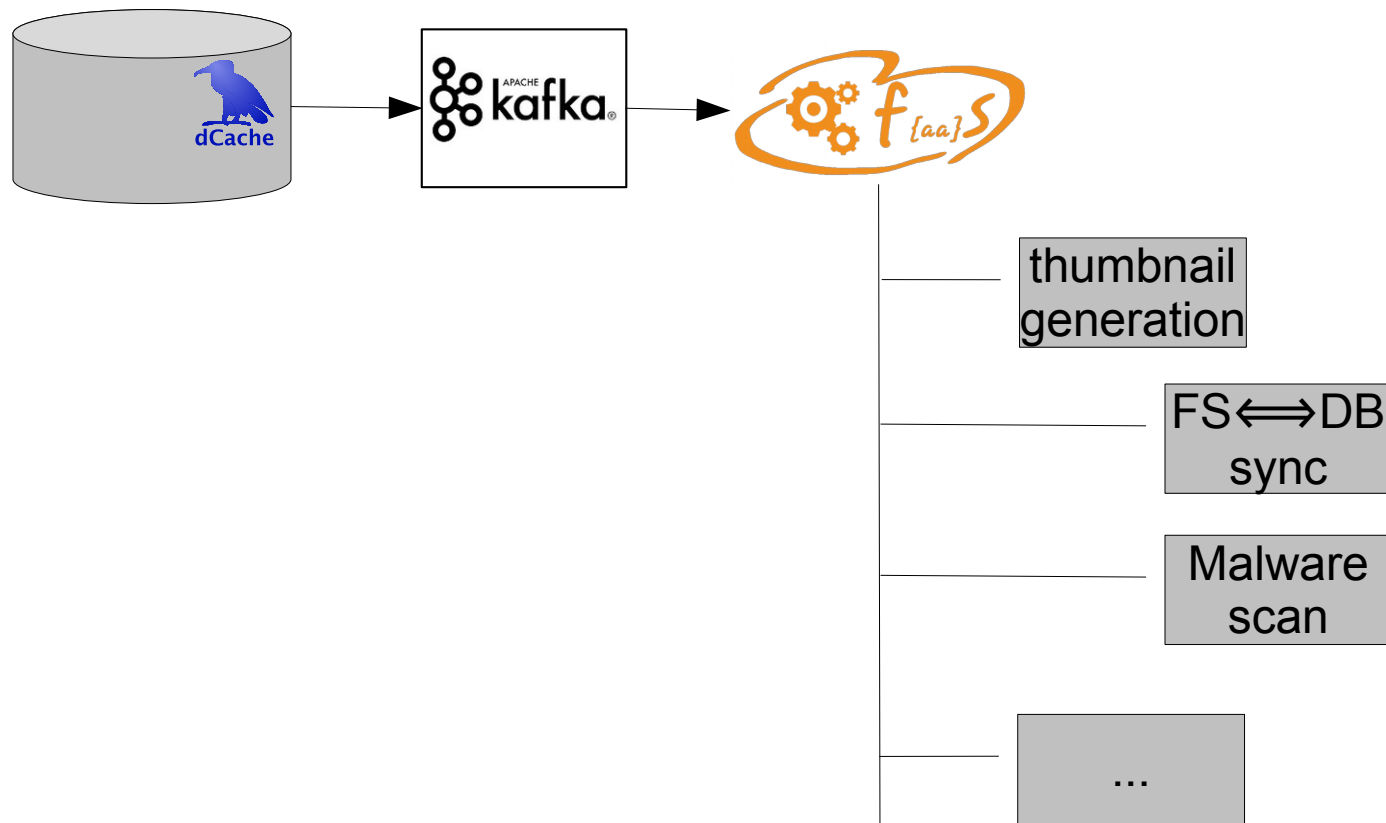 dCache
APACHE
kafka®
f{aa}s
thumbnail
generation
FS⟺DB
sync
Malware
scan
...